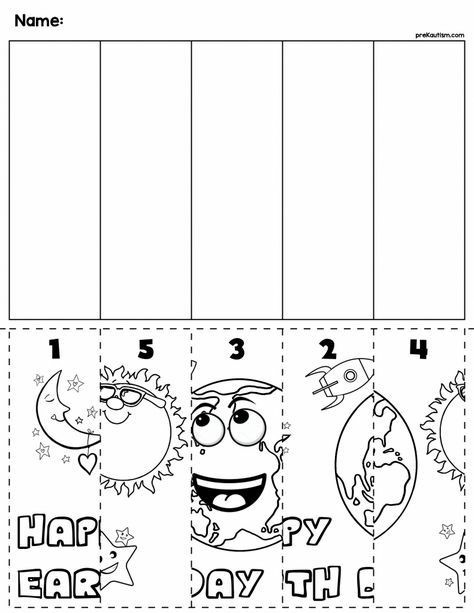 Name:
preKautism.com
1 5 3 2 4
HAP PY
EAR DAY TH D